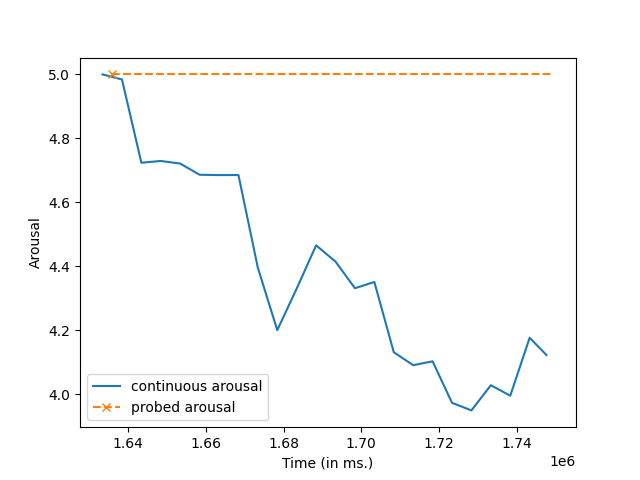 5.0
4.8
4.6
4.4
4.2
4.0
Arousal
continuous arousal
probed arousal
1.64 1.66 1.68 1.70 1.72 1.74
1e6
Time (in ms.)